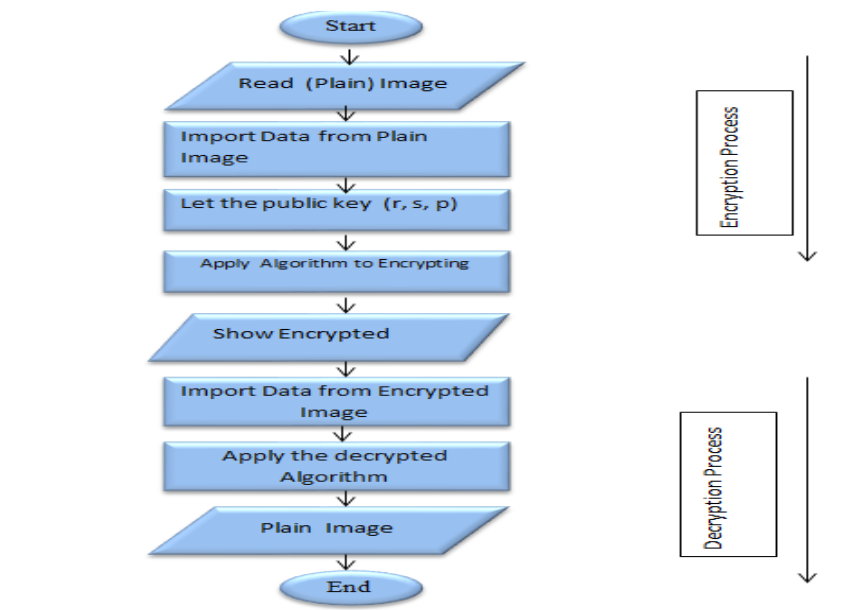 Start
Read (Plain) Image
Import Data from Plain
Image
Let the public key (r, s, p)
Apply Algorithm to Encrypting
Show Encrypted
Import Data from Encrypted
Image
Apply the decrypted
Algorithm
Plain Image
End
Encryption Process
Decryption Process